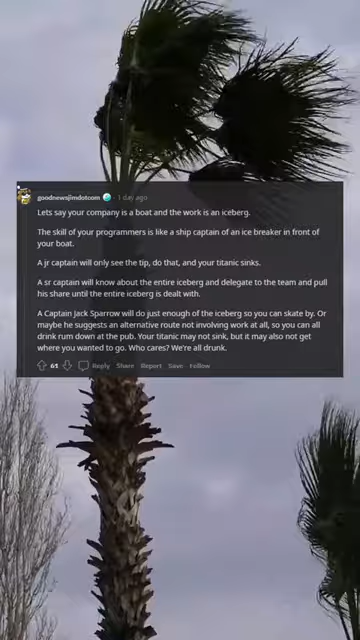 goodnewsjimdotcom · 1 day ago
Lets say your company is a boat and the work is an iceberg.
The skill of your programmers is like a ship captain of an ice breaker in front of
your boat.
A jr captain will only see the tip, do that, and your titanic sinks.
A sr captain will know about the entire iceberg and delegate to the team and pull
his share until the entire iceberg is dealt with.
A Captain Jack Sparrow will do just enough of the iceberg so you can skate by. Or
maybe he suggests an alternative route not involving work at all, so you can all
drink rum down at the pub. Your titanic may not sink, but it may also not get
where you wanted to go. Who cares? We're all drunk.
61 Reply Share Report Save Follow